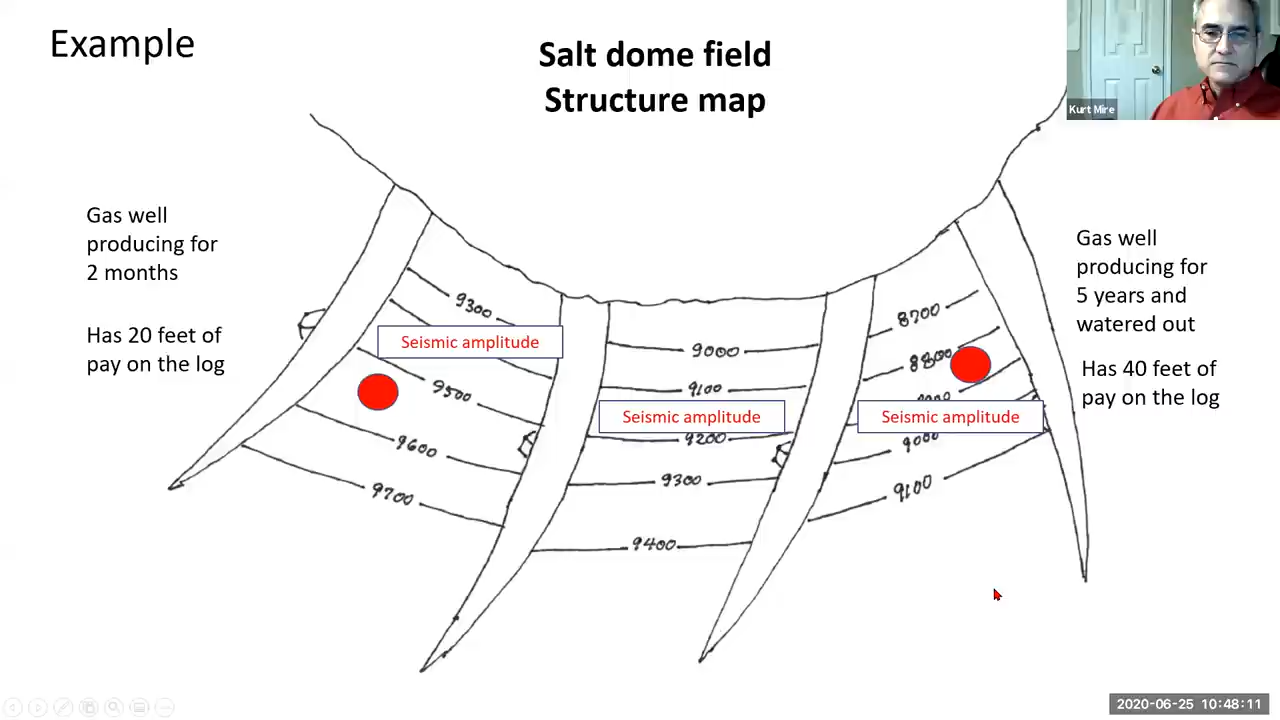 Example
Salt dome field
Structure map
Kurt Mire
Gas well
producing for
2 months
Has 20 feet of
pay on the log
Gas well
producing for
5 years and
watered out
Has 40 feet of
pay on the log
9300
Seismic amplitude
9500
9600
9700
9000
9100
Seismic amplitude
9200
9300
9400
8700
8800
Seismic amplitude
9000
9100
2020-06-25 10:48:11